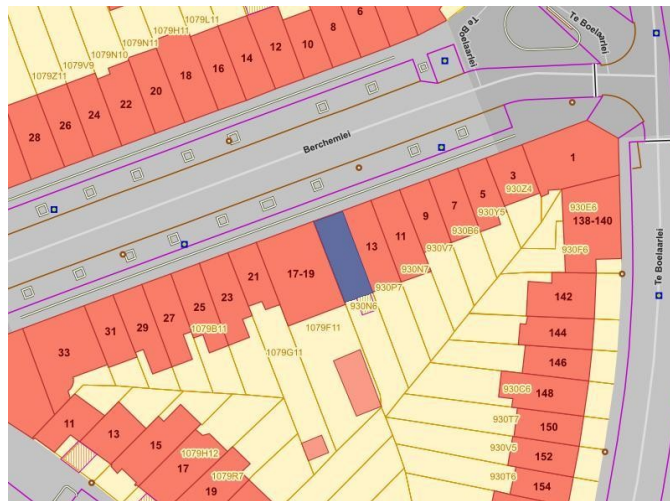 1079L11
1079H11
1079N11
1079N10
1079V9
1079Z11
6
8
10
12
14
16
18
20
22
24
26
28
Te Boelaarlei
Te Boelaarlei
Berchemlei
1
3
5
7
9
11
13
17-19
21
23
25
27
29
31
33
930Z4
930Y5
930B6
930V7
930N7
930P7
930N6
1079F11
1079G11
1079B11
930E6
138-140
930F6
Te Boelaarlei
142
144
146
930C6
148
930T7
150
930V5
152
930T6
154
11
13
15
1079H12
17
1079R7
19